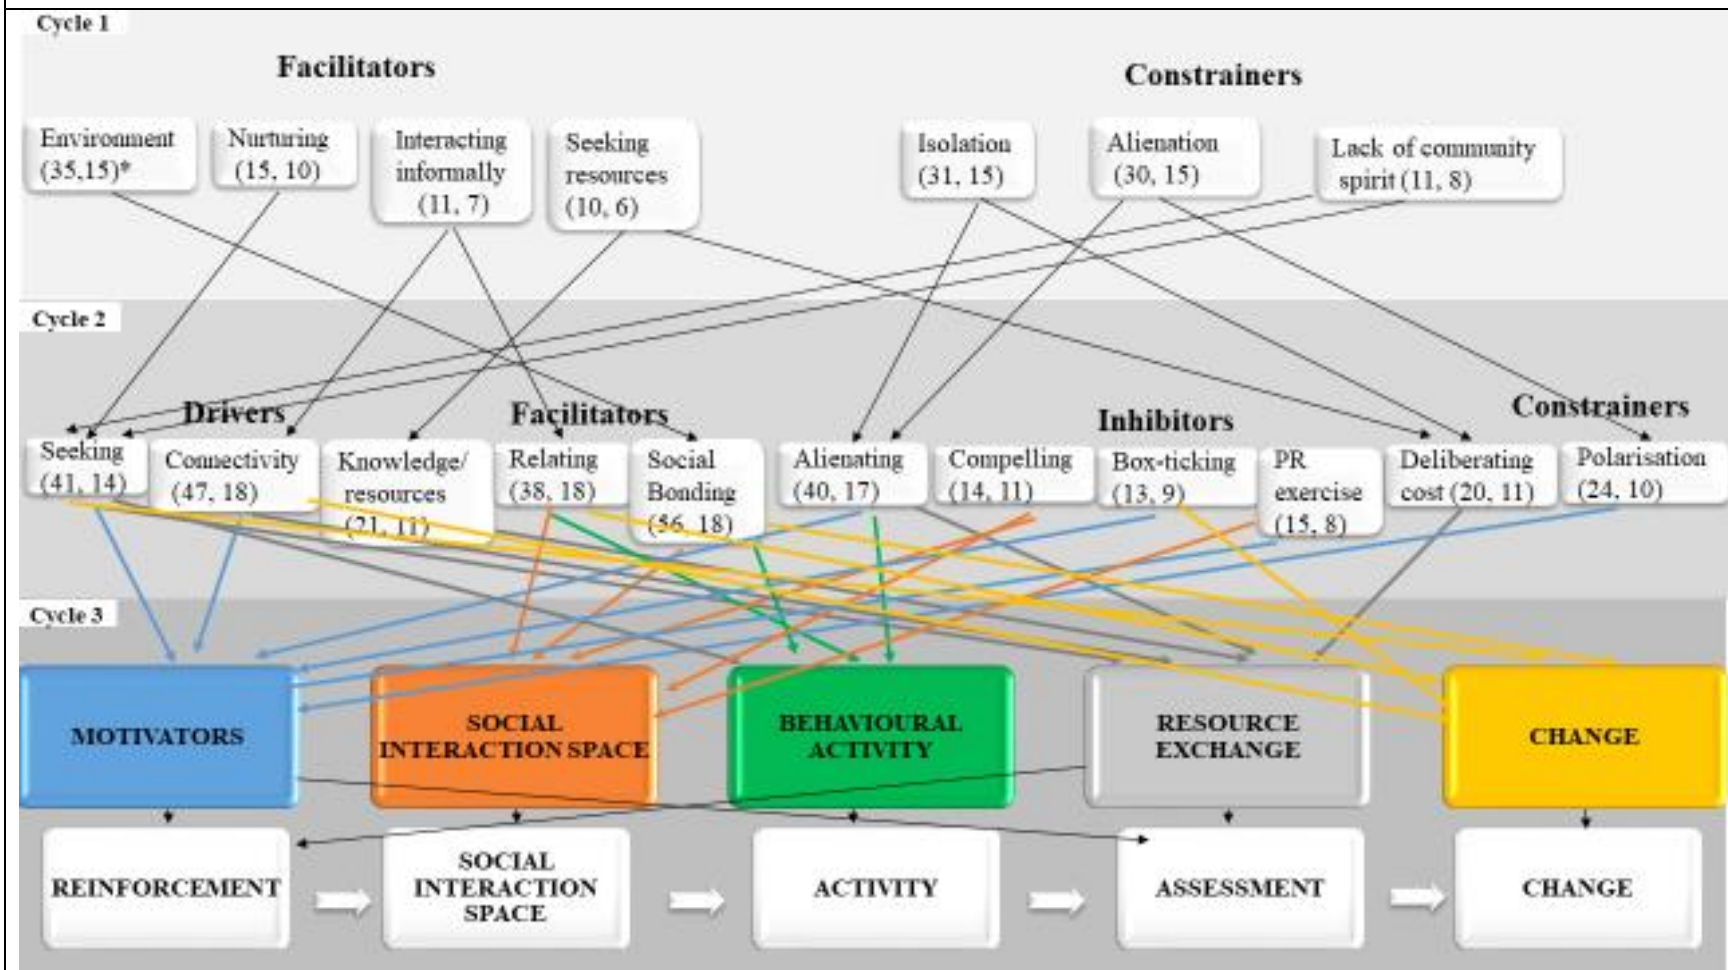 Cycle 1
Facilitators
Constrainers
Environment
(35,15)*
Nurturing
(15, 10)
Interacting
informally
(11, 7)
Seeking
resources
(10, 6)
Isolation
(31, 15)
Alienation
(30, 15)
Lack of community
spirit (11, 8)
Cycle 2
Drivers
Facilitators
Inhibitors
Constrainers
Seeking
(41, 14)
Connectivity
(47, 18)
Knowledge/
resources
(21, 11)
Relating
(38, 18)
Social
Bonding
(56, 18)
Alienating
(40, 17)
Compelling
(14, 11)
Box-ticking
(13, 9)
PR
exercise
(15, 8)
Deliberating
cost (20, 11)
Polarisation
(24, 10)
Cycle 3
MOTIVATORS
SOCIAL
INTERACTION SPACE
BEHAVIOURAL
ACTIVITY
RESOURCE
EXCHANGE
CHANGE
REINFORCEMENT
SOCIAL
INTERACTION
SPACE
ACTIVITY
ASSESSMENT
CHANGE